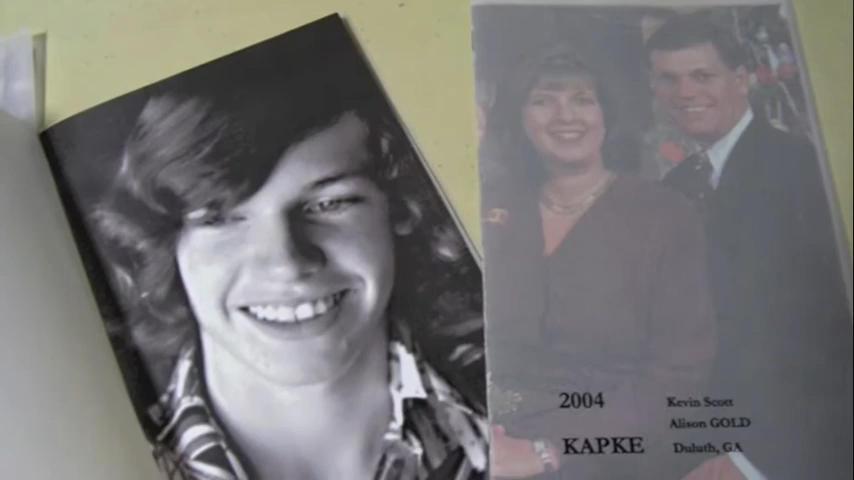 2004
KAPKE
Kevin Scott
Alison GOLD
Duluth, GA